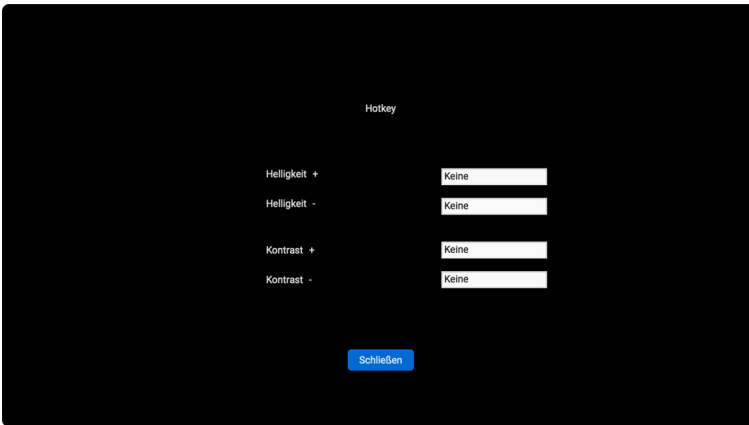 Hotkey
Helligkeit + Keine
Helligkeit - Keine
Kontrast + Keine
Kontrast - Keine
Schließen